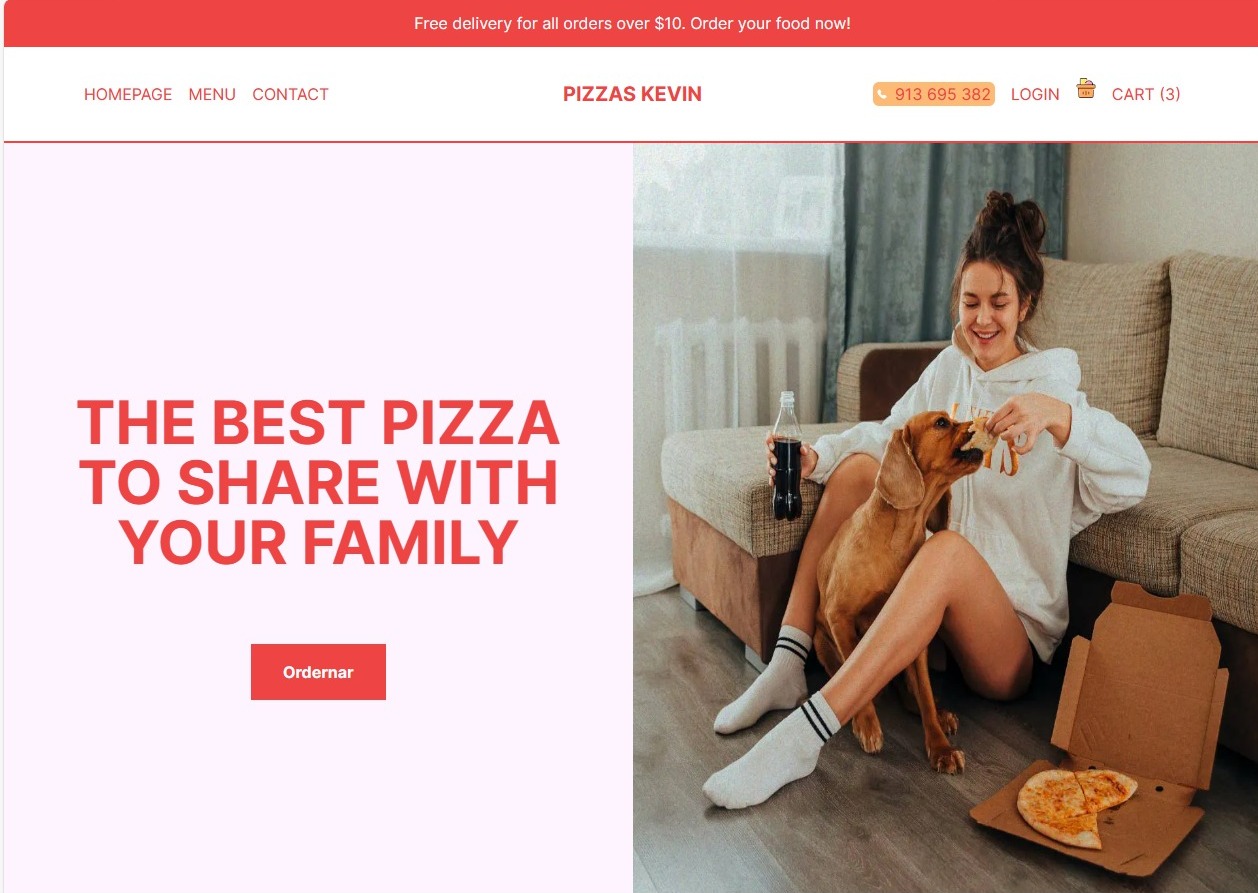 Free delivery for all orders over $10. Order your food now!
HOMEPAGE MENU CONTACT
PIZZAS KEVIN
913 695 382
LOGIN
CART (3)
THE BEST PIZZA
TO SHARE WITH
YOUR FAMILY
Ordernar